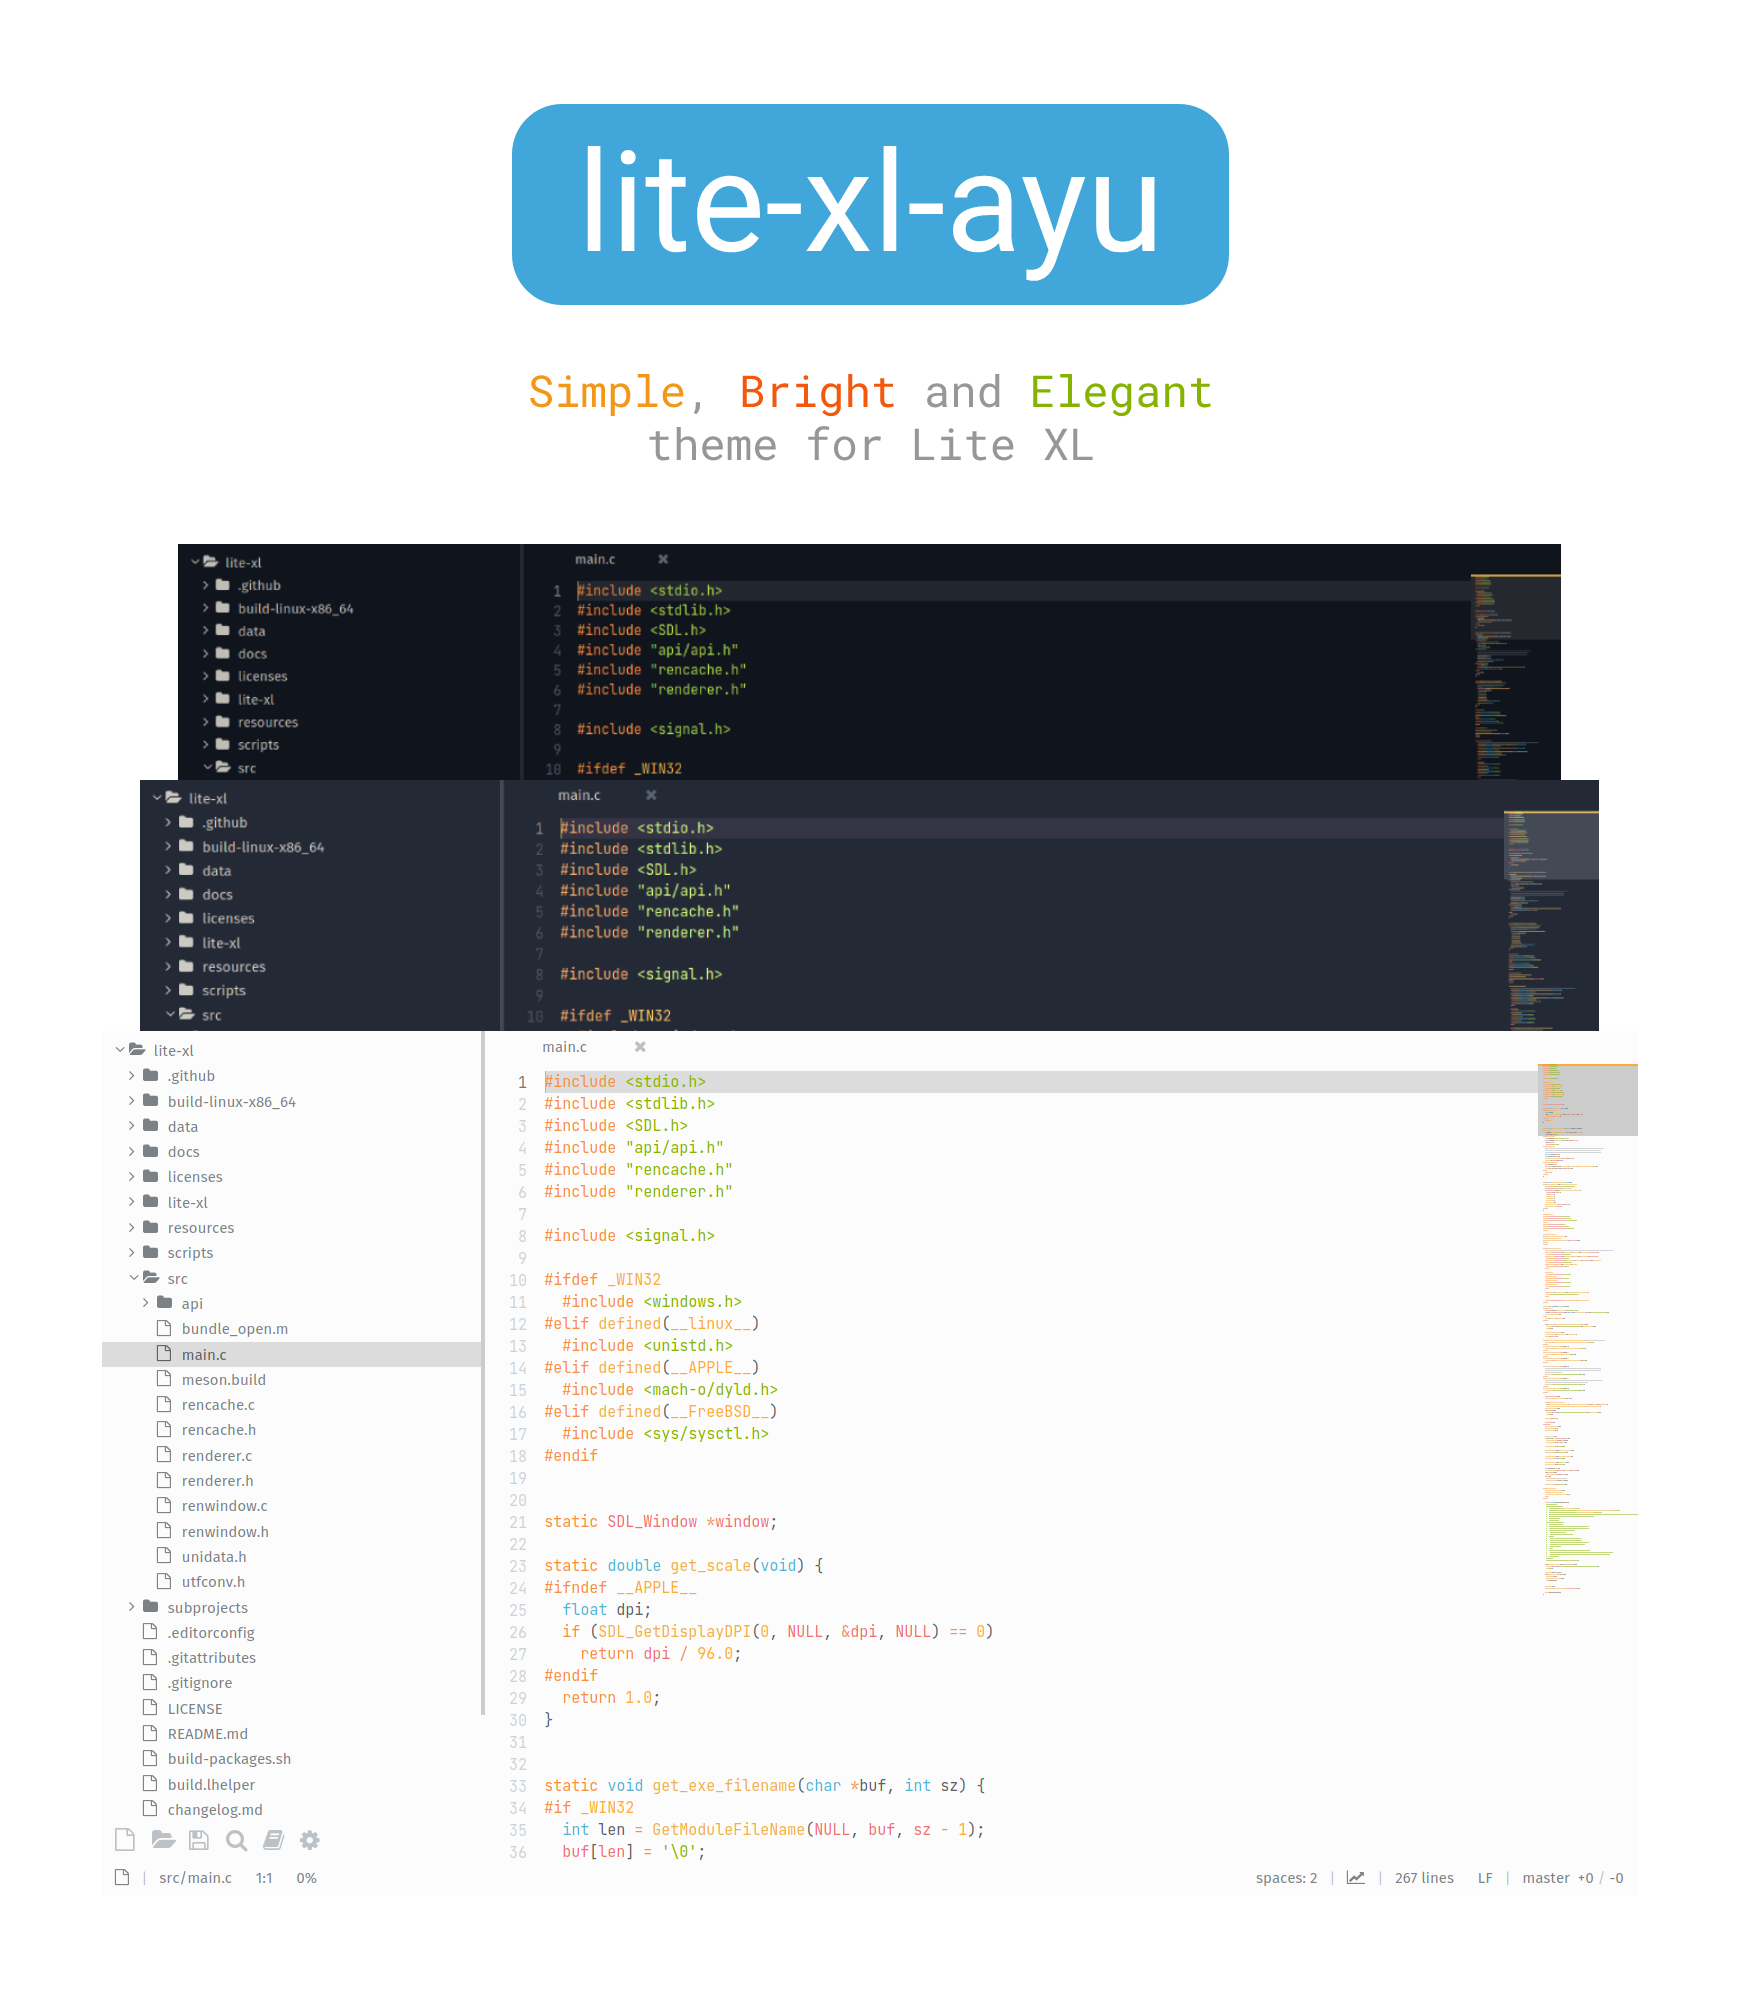 lite-xl-ayu
Simple, Bright and Elegant
theme for Lite XL
lite-xl
.github
build-linux-x86_64
data
docs
licenses
lite-xl
resources
scripts
src
main.c
1 #include <stdio.h>
2 #include <stdlib.h>
3 #include <SDL.h>
4 #include "api/api.h"
5 #include "rencache.h"
6 #include "renderer.h"
7
8 #include <signal.h>
9
10 #ifdef _WIN32
lite-xl
.github
build-linux-x86_64
data
docs
licenses
lite-xl
resources
scripts
src
main.c
1 #include <stdio.h>
2 #include <stdlib.h>
3 #include <SDL.h>
4 #include "api/api.h"
5 #include "rencache.h"
6 #include "renderer.h"
7
8 #include <signal.h>
9
10 #ifdef _WIN32
lite-xl
.github
build-linux-x86_64
data
docs
licenses
lite-xl
resources
scripts
src
api
bundle_open.m
main.c
meson.build
rencache.c
rencache.h
renderer.c
renderer.h
renwindow.c
renwindow.h
unidata.h
utfconv.h
subprojects
.editorconfig
.gitattributes
.gitignore
LICENSE
README.md
build-packages.sh
build.lhelper
changelog.md
main.c
1 #include <stdio.h>
2 #include <stdlib.h>
3 #include <SDL.h>
4 #include "api/api.h"
5 #include "rencache.h"
6 #include "renderer.h"
7
8 #include <signal.h>
9
10 #ifdef _WIN32
11   #include <windows.h>
12 #elif defined(__linux__)
13   #include <unistd.h>
14 #elif defined(__APPLE__)
15   #include <mach-o/dyld.h>
16 #elif defined(__FreeBSD__)
17   #include <sys/sysctl.h>
18 #endif
19
20
21 static SDL_Window *window;
22
23 static double get_scale(void) {
24 #ifndef __APPLE__
25   float dpi;
26   if (SDL_GetDisplayDPI(0, NULL, &dpi, NULL) == 0)
27     return dpi / 96.0;
28 #endif
29   return 1.0;
30 }
31
32
33 static void get_exe_filename(char *buf, int sz) {
34 #if _WIN32
35   int len = GetModuleFileName(NULL, buf, sz - 1);
36   buf[len] = '\0';
src/main.c 1:1 0%
spaces: 2 | 267 lines LF | master +0 / -0